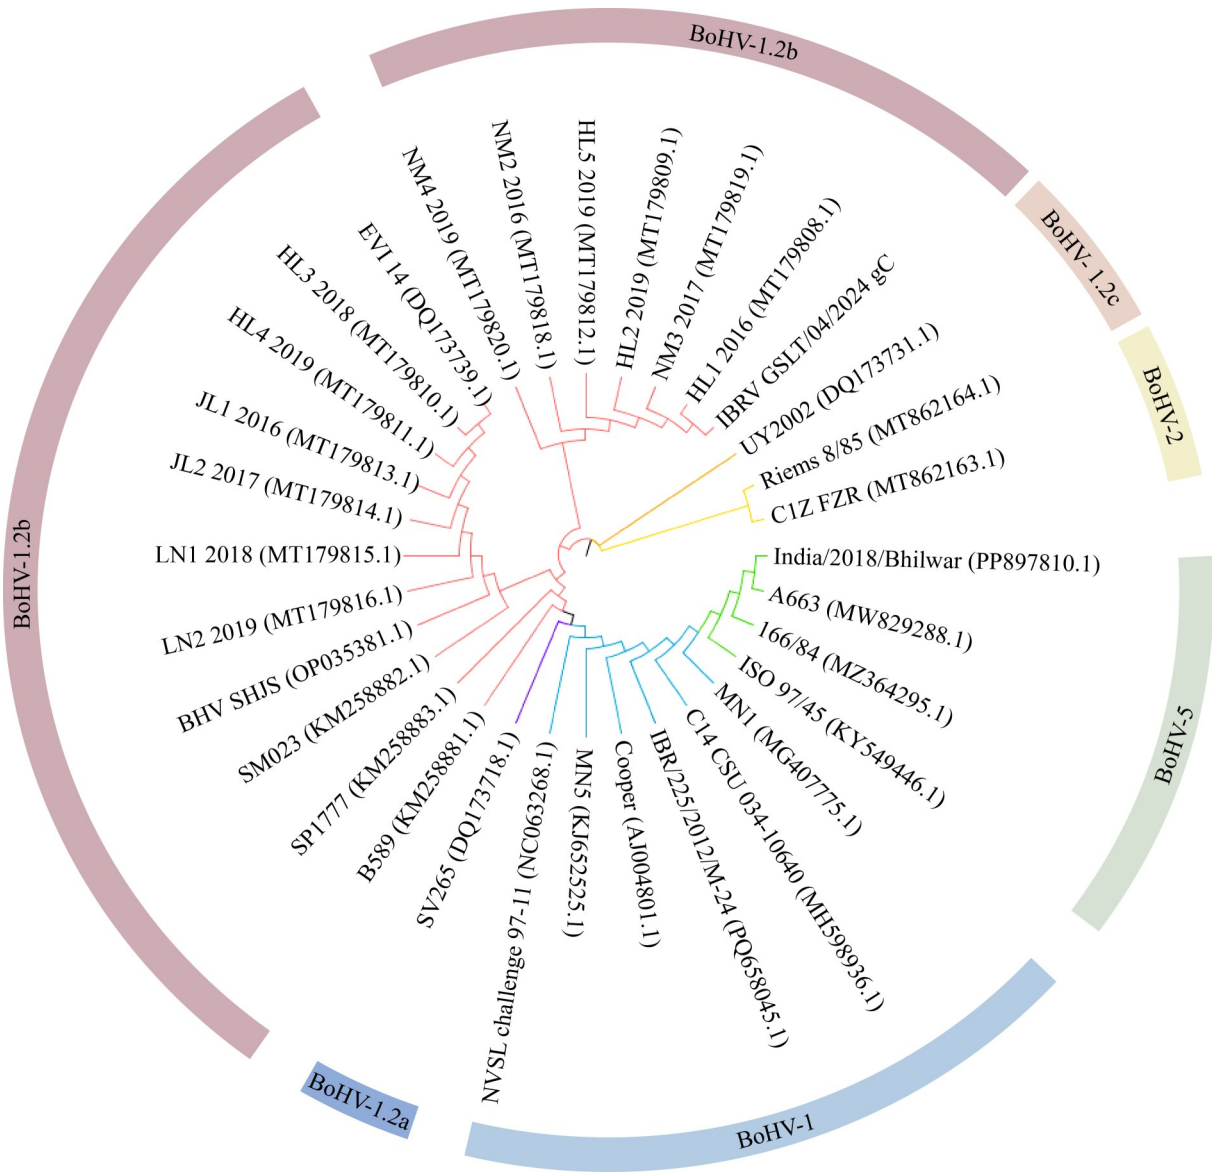 BoHV-1.2b
BoHV- 1.2c
BoHV-2
BoHV-5
BoHV-1
BoHV-1.2a
BoHV-1.2b
NM4 2019 (MT179820.1)
NM2 2016 (MT179818.1)
HL5 2019 (MT179812.1)
HL2 2019 (MT179809.1)
NM3 2017 (MT179819.1)
HL1 2016 (MT179808.1)
IBRV GSLT/04/2024 gC
UY2002 (DQ173731.1)
Riems 8/85 (MT862164.1)
C1Z FZR (MT862163.1)
India/2018/Bhilwar (PP897810.1)
A663 (MW829288.1)
166/84 (MZ364295.1)
ISO 97/45 (KY549446.1)
MN1 (MG407775.1)
C14 CSU 034-10640 (MH598936.1)
IBR/225/2012/M-24 (PQ658045.1)
Cooper (AJ004801.1)
MN5 (KJ652525.1)
NVSL challenge 97-11 (NC063268.1)
SV265 (DQ173718.1)
B589 (KM258881.1)
SP1777 (KM258883.1)
SM023 (KM258882.1)
BHV SHJS (OP035381.1)
LN2 2019 (MT179816.1)
LN1 2018 (MT179815.1)
JL2 2017 (MT179814.1)
JL1 2016 (MT179813.1)
HL4 2019 (MT179811.1)
HL3 2018 (MT179810.1)
EVI 14 (DQ173739.1)